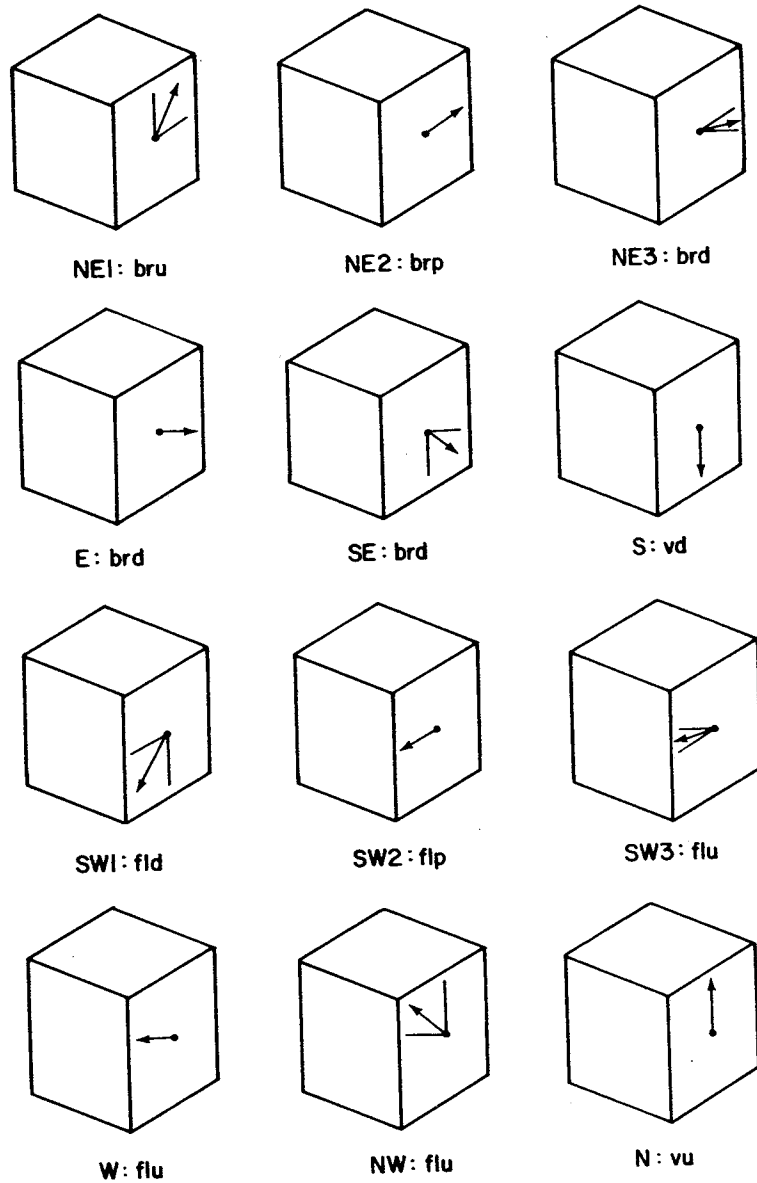 NE1: bru
NE2: brp
NE3: brd
E: brd
SE: brd
S: vd
SW1: fld
SW2: flp
SW3: flu
W: flu
NW: flu
N: vu